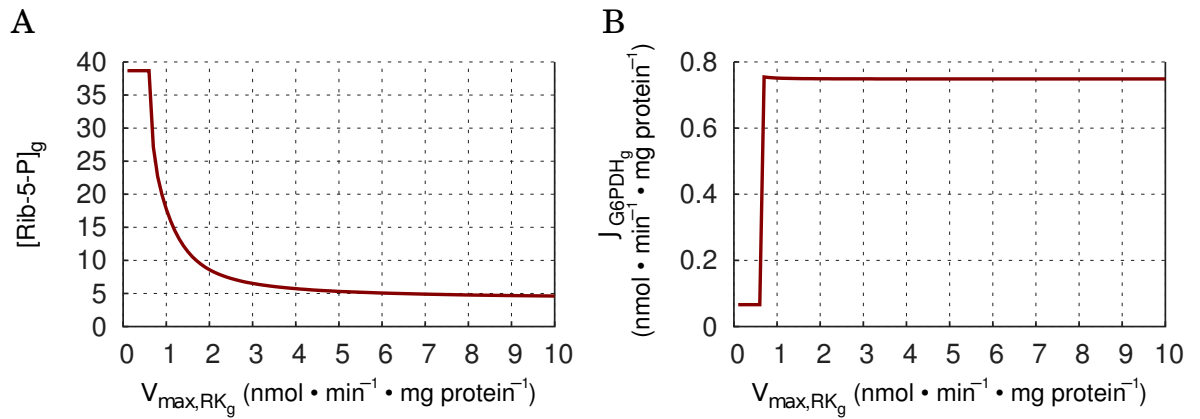 A
40
35
30
25
20
15
10
5
0
[Rib-5-P]g
0 1 2 3 4 5 6 7 8 9 10
Vmax,RKg (nmol • min⁻¹ • mg protein⁻¹)
B
0.8
0.6
0.4
0.2
0
JG6PDHg
(nmol • min⁻¹ • mg protein⁻¹)
0 1 2 3 4 5 6 7 8 9 10
Vmax,RKg (nmol • min⁻¹ • mg protein⁻¹)